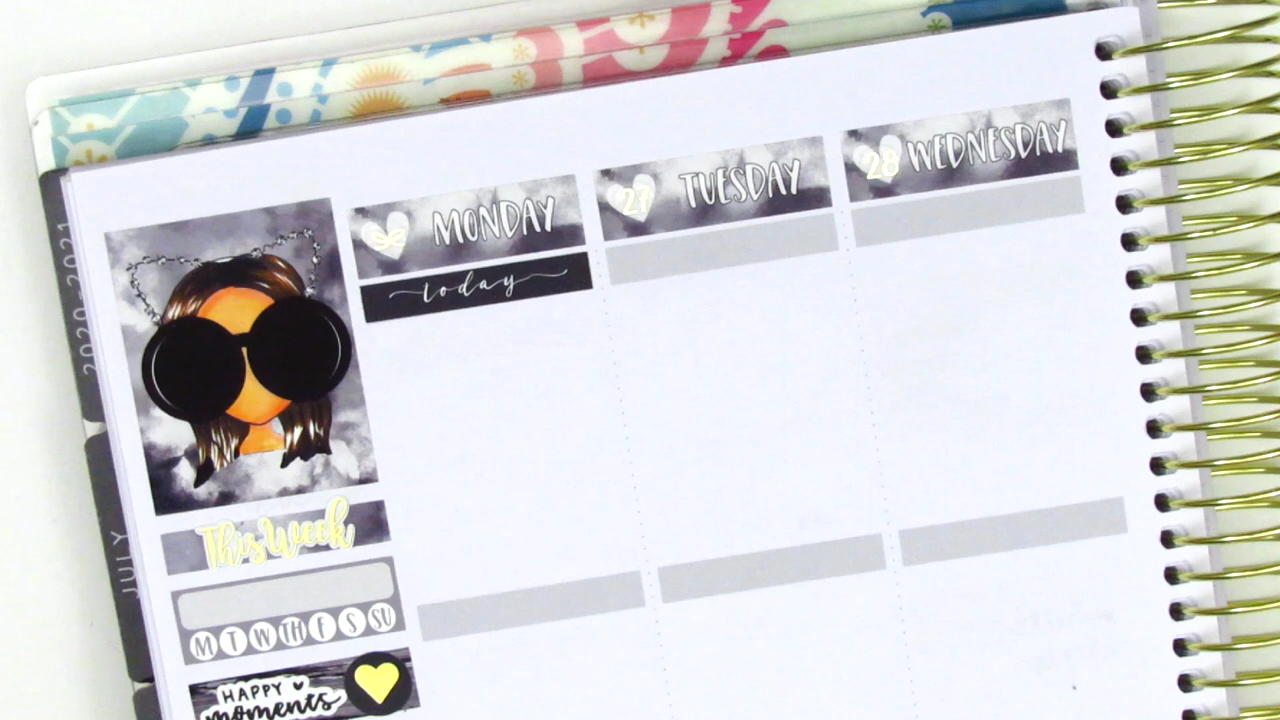 2020-2021
JULY
MONDAY
27 TUESDAY
28 WEDNESDAY
today
This Week
M T W TH F S SU
HAPPY
moments